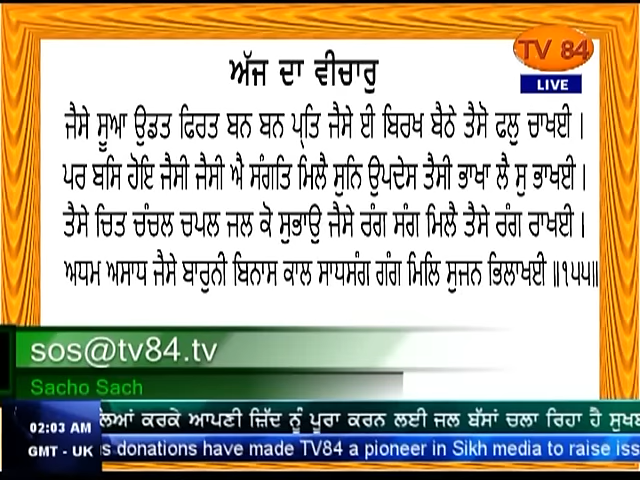 TV 84
LIVE
ਅੱਜ ਦਾ ਵੀਚਾਰੁ
ਜੈਸੇ ਸੂਆ ਉਡਤ ਫਿਰਤ ਬਨ ਬਨ ਪ੍ਰਤਿ ਜੈਸੇ ਈ ਬਿਰਖ ਬੈਠੇ ਤੈਸੋ ਫਲੁ ਚਾਖਈ ।
ਪਰ ਬਸਿ ਹੋਇ ਜੈਸੀ ਜੈਸੀ ਐ ਸੰਗਤਿ ਮਿਲੈ ਸੁਨਿ ਉਪਦੇਸ ਤੈਸੀ ਭਾਖਾ ਲੈ ਸੁ ਭਾਖਈ ।
ਤੈਸੇ ਚਿਤ ਚੰਚਲ ਚਪਲ ਜਲ ਕੋ ਸੁਭਾਉ ਜੈਸੇ ਰੰਗ ਸੰਗ ਮਿਲੈ ਤੈਸੇ ਰੰਗ ਰਾਖਈ ।
ਅਧਮ ਅਸਾਧ ਜੈਸੇ ਬਾਰੁਨੀ ਬਿਨਾਸ ਕਾਲ ਸਾਧਸੰਗ ਗੰਗ ਮਿਲਿ ਸੁਜਨ ਭਿਲਾਖਈ ॥੧੫੫॥
sos@tv84.tv
Sacho Sach
02:03 AM
GMT - UK
ਲਿਆਂ ਕਰਕੇ ਆਪਣੀ ਜ਼ਿੱਦ ਨੂੰ ਪੂਰਾ ਕਰਨ ਲਈ ਜਲ ਬੱਸਾਂ ਚਲਾ ਰਿਹਾ ਹੈ ਸੁਖਬ
s donations have made TV84 a pioneer in Sikh media to raise iss